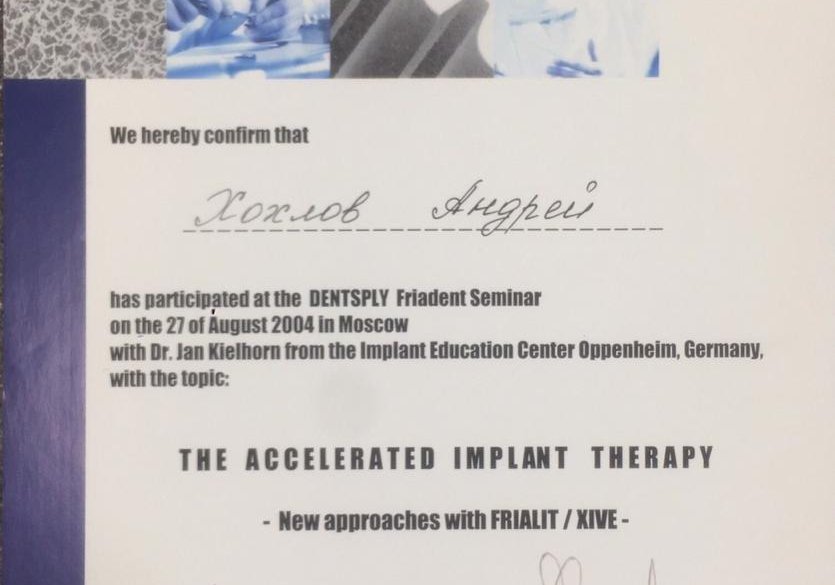 We hereby confirm that
Хохлов Андрей
has participated at the DENTSPLY Friadent Seminar
on the 27 of August 2004 in Moscow
with Dr. Jan Kielhorn from the Implant Education Center Oppenheim, Germany,
with the topic:
THE ACCELERATED IMPLANT THERAPY
- New approaches with FRIALIT / XIVE -